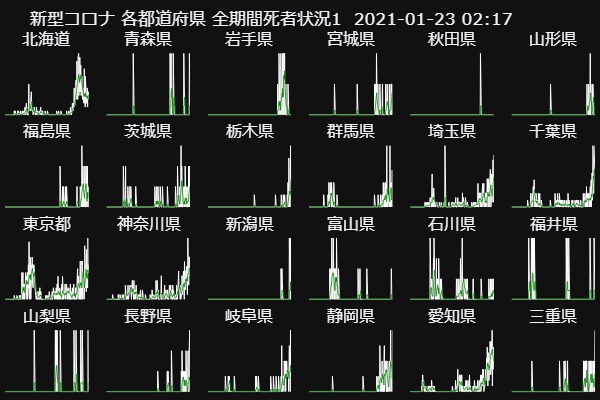 新型コロナ 各都道府県 全期間死者状況1 2021-01-23 02:17
北海道 青森県 岩手県 宮城県 秋田県 山形県
福島県 茨城県 栃木県 群馬県 埼玉県 千葉県
東京都 神奈川県 新潟県 富山県 石川県 福井県
山梨県 長野県 岐阜県 静岡県 愛知県 三重県